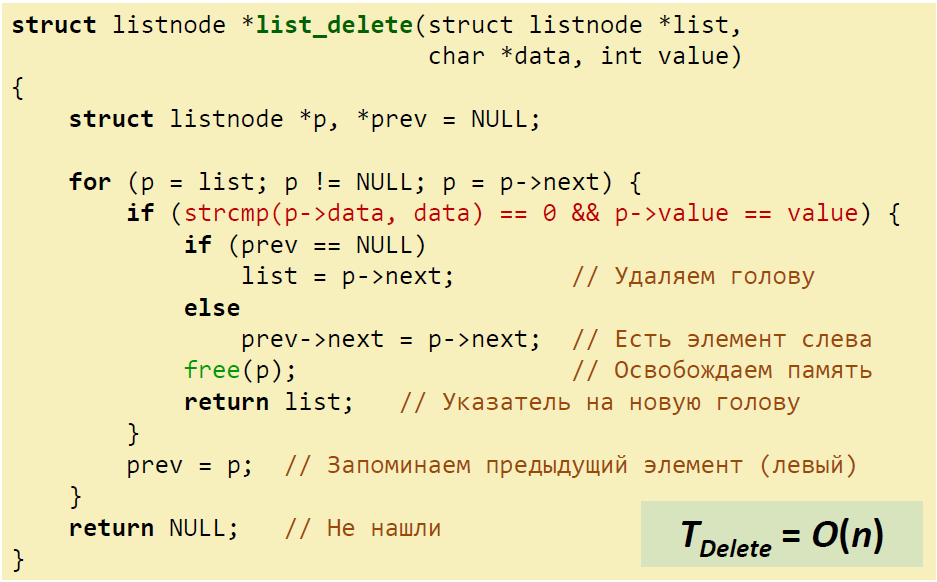 struct listnode *list_delete(struct listnode *list,
                             char *data, int value)
{
    struct listnode *p, *prev = NULL;

    for (p = list; p != NULL; p = p->next) {
        if (strcmp(p->data, data) == 0 && p->value == value) {
            if (prev == NULL)
                list = p->next;        // Удаляем голову
            else
                prev->next = p->next;  // Есть элемент слева
            free(p);                   // Освобождаем память
            return list;   // Указатель на новую голову
        }
        prev = p;  // Запоминаем предыдущий элемент (левый)
    }
    return NULL;   // Не нашли
}
T_Delete = O(n)